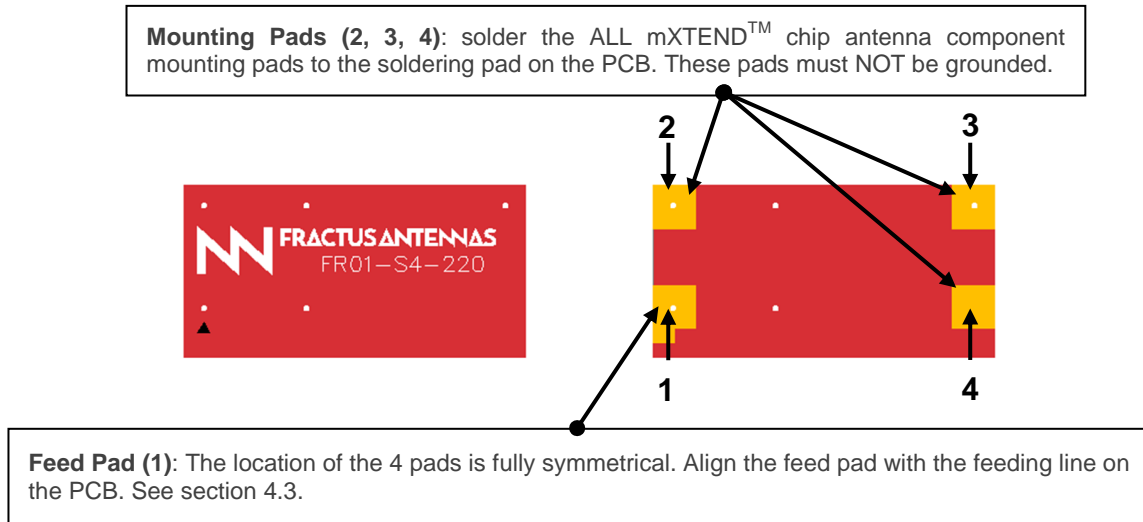 Mounting Pads (2, 3, 4): solder the ALL mXTEND™ chip antenna component
mounting pads to the soldering pad on the PCB. These pads must NOT be grounded.
2
3
FRACTUS ANTENNAS
FR01-S4-220
1
4
Feed Pad (1): The location of the 4 pads is fully symmetrical. Align the feed pad with the feeding line on
the PCB. See section 4.3.